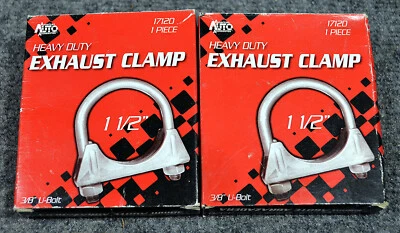 AUTO
17120
1 PIECE
HEAVY DUTY
EXHAUST CLAMP
1 1/2"
3/8" U-Bolt
AUTO
17120
1 PIECE
HEAVY DUTY
EXHAUST CLAMP
1 1/2"
3/8" U-Bolt